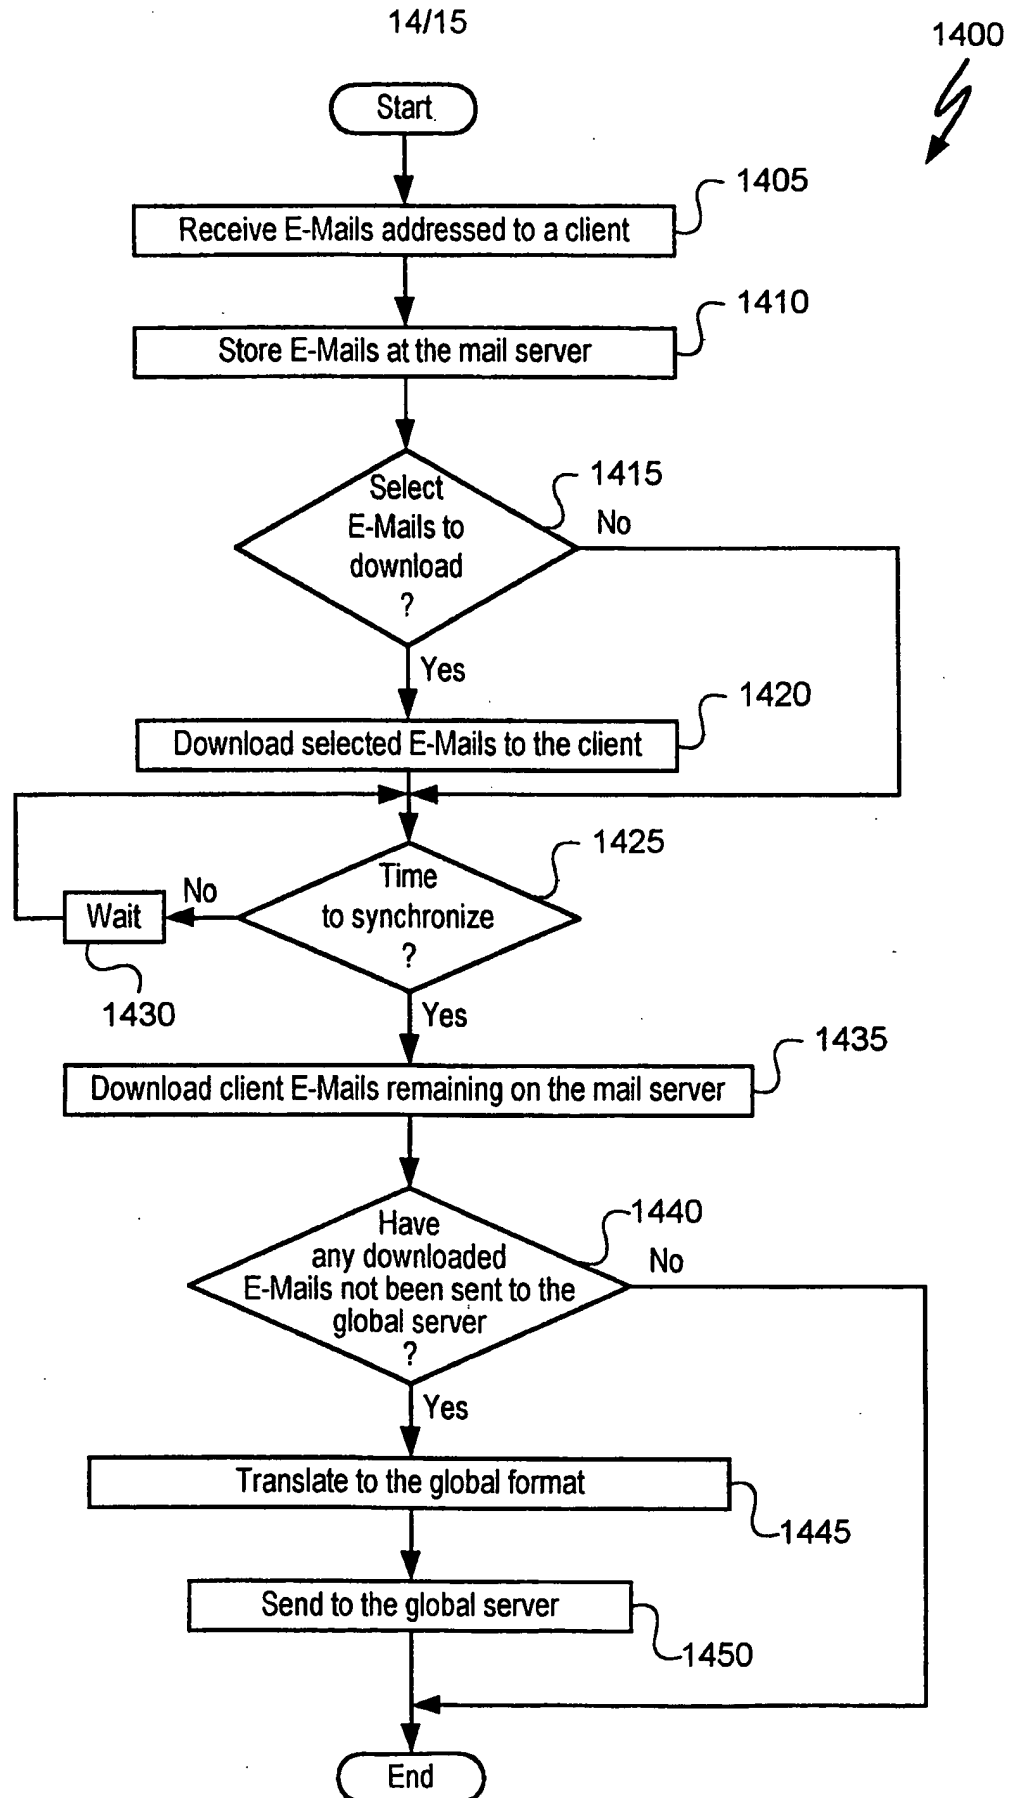 14/15
1400
Start
1405
Receive E-Mails addressed to a client
1410
Store E-Mails at the mail server
1415
Select
E-Mails to
download
?
No
Yes
1420
Download selected E-Mails to the client
1425
Time
to synchronize
?
No
Wait
1430
Yes
1435
Download client E-Mails remaining on the mail server
1440
Have
any downloaded
E-Mails not been sent to the
global server
?
No
Yes
Translate to the global format
1445
Send to the global server
1450
End